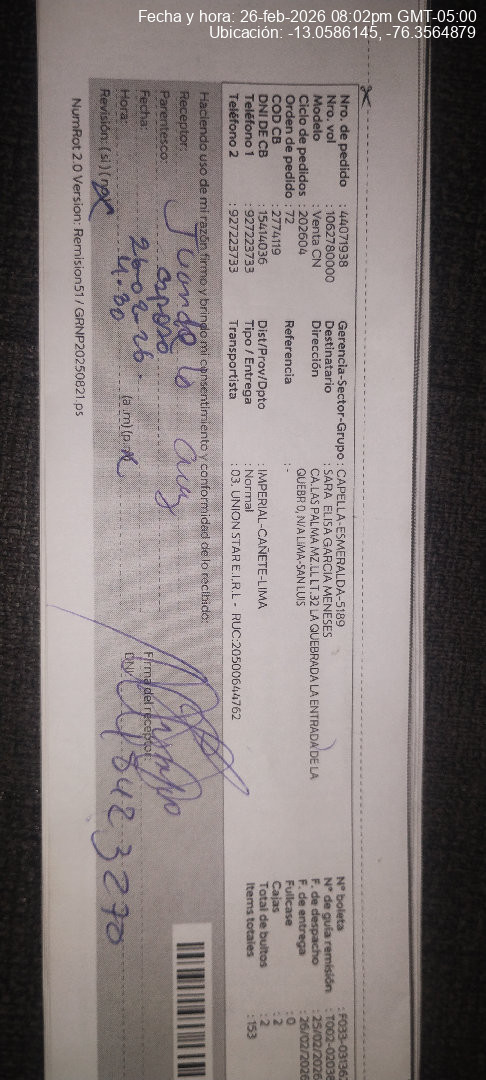 Fecha y hora: 26-feb-2026 08:02pm GMT-05:00
Ubicación: -13.0586145, -76.3564879
Nro. de pedido : 44071938
Nro. vol : 1062780000
Modelo : Venta CN
Ciclo de pedidos : 202604
Orden de pedido : 72
COD CB : 2774119
DNI DE CB : 15414036
Teléfono 1 : 927223733
Teléfono 2 : 927223733
Gerencia-Sector-Grupo : CAPELLA-ESMERALDA-5189
Destinatario : SARA ELISA GARCIA MENESES
Dirección : CA.LAS PALMA MZ.LL LT.32 LA QUEBRADA LA ENTRADA DE LA
QUEBR 0, N/A LIMA-SAN LUIS
Referencia : -
Dist/Prov/Dpto : IMPERIAL-CAÑETE-LIMA
Tipo / Entrega : Normal
Transportista : 03. UNION STAR E.I.R.L - RUC:20500644762
N° boleta : F033-03136
N° de guía remisión : T002-02038
F. de despacho : 25/02/2026
F. de entrega : 26/02/2026
Fullcase : 0
Cajas : 2
Total de bultos : 2
Items totales : 153
Haciendo uso de mi razón firmo y brindo mi consentimiento y conformidad de lo recibido:
Receptor: Juan de la Cruz
Parentesco: esposo
Fecha: 26-02-26.
Hora: 4.30 (a.m)(p.m)
Revisión: (si) (no)
Firma del receptor:
DNI:
NumRot 2.0 Version: Remision51 / GRNP20250821.ps